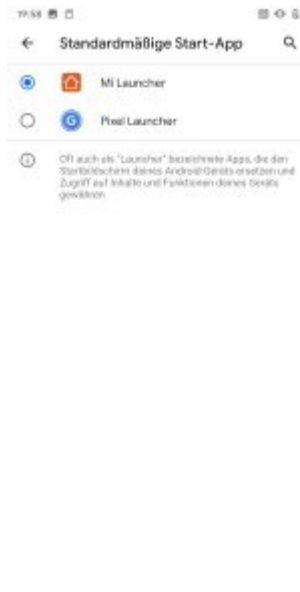 19:58
Standardmäßige Start-App
Mi Launcher
Pixel Launcher
Oft auch als "Launcher" bezeichnete Apps, die den
Startbildschirm deines Android-Geräts ersetzen und
Zugriff auf Inhalte und Funktionen deines Geräts
gewähren